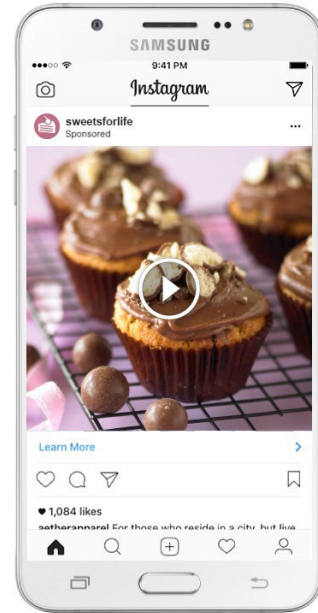 SAMSUNG
9:41 PM
Instagram
sweetsforlife
Sponsored
Learn More
1,084 likes
aetherapparel For those who reside in a city, but live